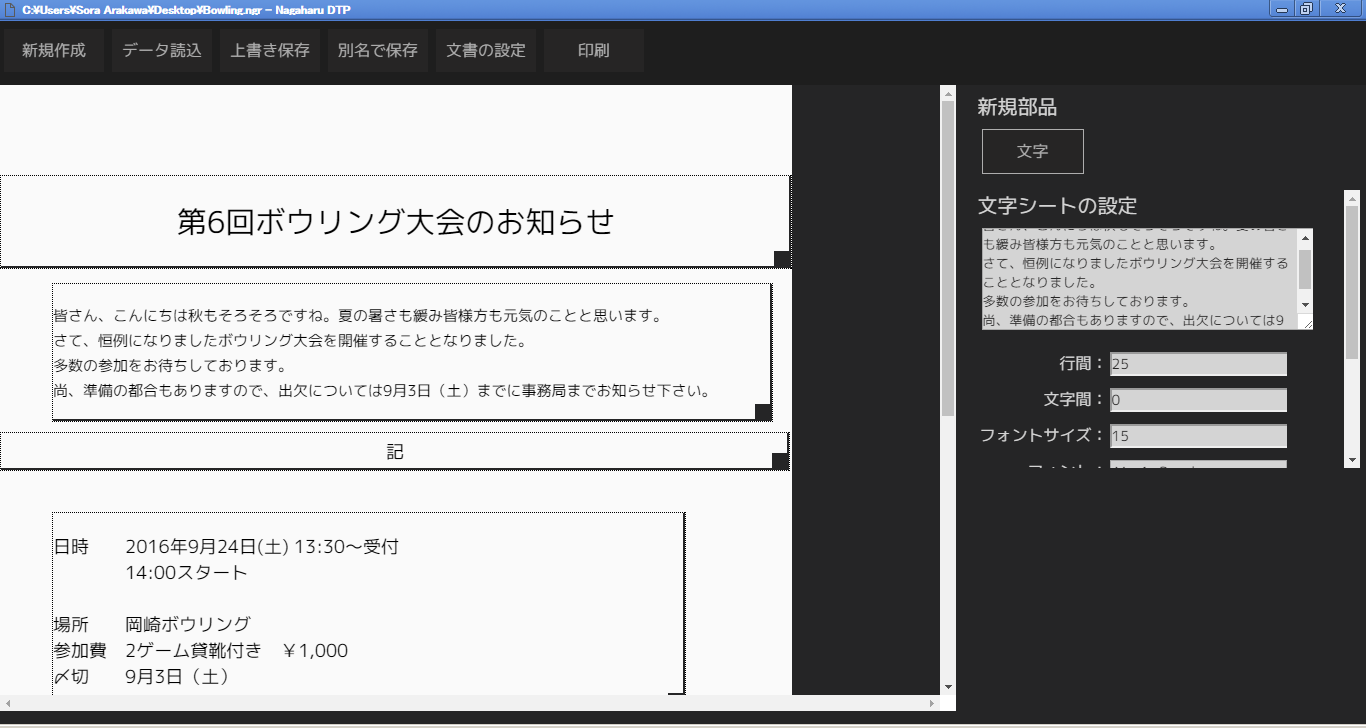 C:¥Users¥Sora Arakawa¥Desktop¥Bowling.ngr - Nagaharu DTP
新規作成 データ読込 上書き保存 別名で保存 文書の設定 印刷
第6回ボウリング大会のお知らせ
皆さん、こんにちは秋もそろそろですね。夏の暑さも緩み皆様方も元気のことと思います。
さて、恒例になりましたボウリング大会を開催することとなりました。
多数の参加をお待ちしております。
尚、準備の都合もありますので、出欠については9月3日（土）までに事務局までお知らせ下さい。
記
日時 2016年9月24日(土) 13:30～受付
14:00スタート
場所 岡崎ボウリング
参加費 2ゲーム貸靴付き ￥1,000
〆切 9月3日（土）
新規部品
文字
文字シートの設定
も緩み皆様方も元気のことと思います。
さて、恒例になりましたボウリング大会を開催する
こととなりました。
多数の参加をお待ちしております。
尚、準備の都合もありますので、出欠については9
行間： 25
文字間： 0
フォントサイズ： 15